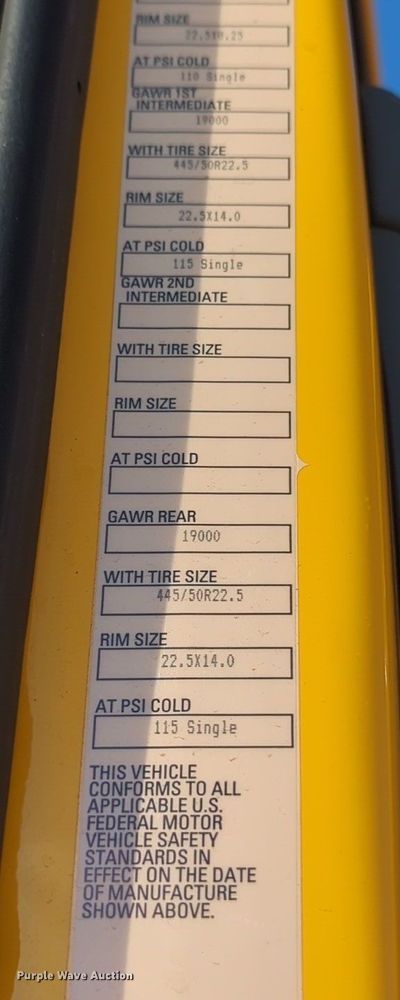 RIM SIZE
22.5X8.25
AT PSI COLD
110 Single
GAWR 1ST
INTERMEDIATE
19000
WITH TIRE SIZE
445/50R22.5
RIM SIZE
22.5X14.0
AT PSI COLD
115 Single
GAWR 2ND
INTERMEDIATE
WITH TIRE SIZE
RIM SIZE
AT PSI COLD
GAWR REAR
19000
WITH TIRE SIZE
445/50R22.5
RIM SIZE
22.5X14.0
AT PSI COLD
115 Single
THIS VEHICLE
CONFORMS TO ALL
APPLICABLE U.S.
FEDERAL MOTOR
VEHICLE SAFETY
STANDARDS IN
EFFECT ON THE DATE
OF MANUFACTURE
SHOWN ABOVE.
Purple Wave Auction